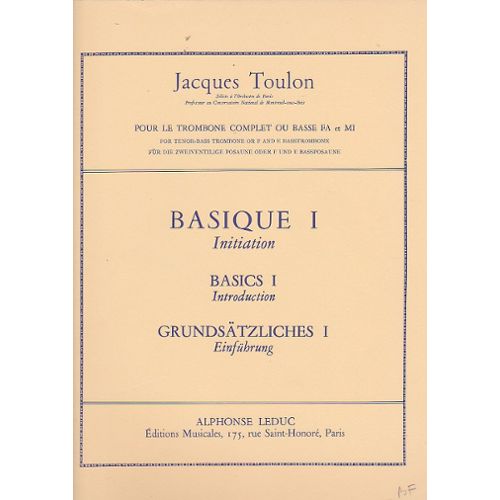 Jacques Toulon
Soliste à l'Orchestre de Paris
Professeur au Conservatoire National de Montreuil-sous-Bois
POUR LE TROMBONE COMPLET OU BASSE FA et MI
FOR TENOR-BASS TROMBONE OR F AND E BASSTROMBONE
FÜR DIE ZWEIVENTILIGE POSAUNE ODER F UND E BASSPOSAUNE
BASIQUE I
Initiation
BASICS I
Introduction
GRUNDSÄTZLICHES I
Einführung
ALPHONSE LEDUC
Éditions Musicales, 175, rue Saint-Honoré, Paris